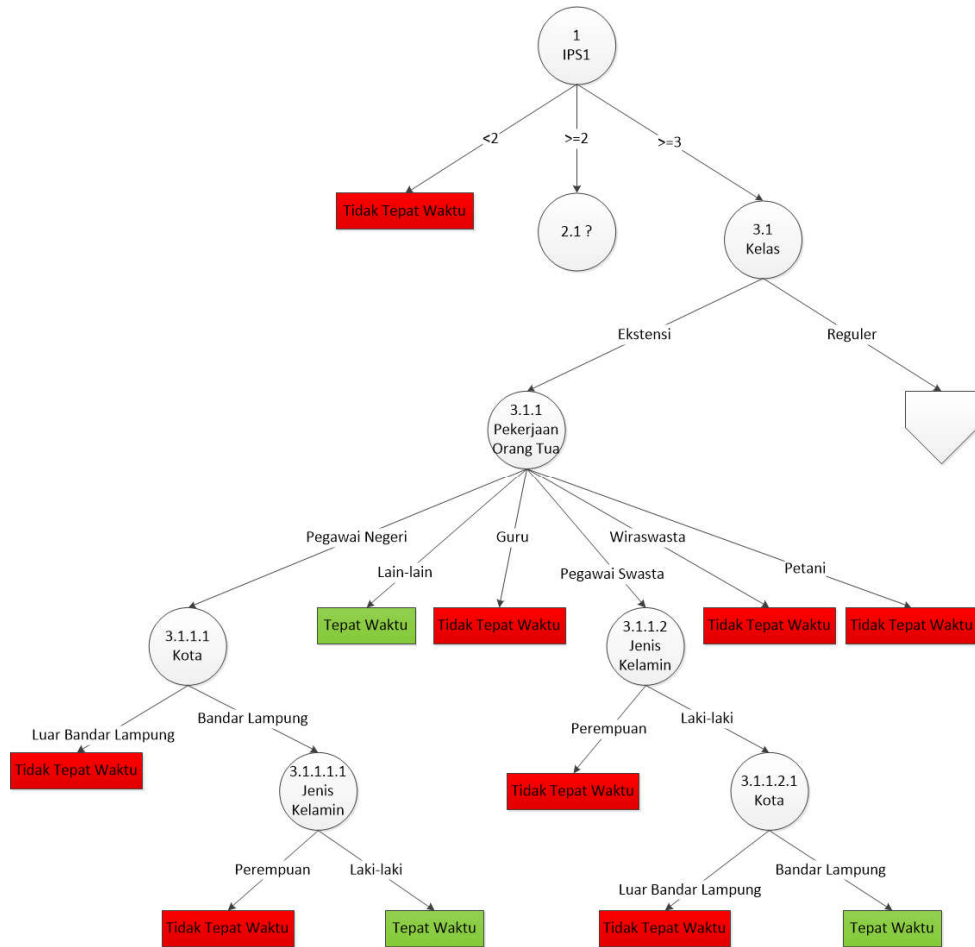 1
IPS1
<2
>=2
>=3
Tidak Tepat Waktu
2.1 ?
3.1
Kelas
Ekstensi
Reguler
3.1.1
Pekerjaan
Orang Tua
Pegawai Negeri
Lain-lain
Guru
Pegawai Swasta
Wiraswasta
Petani
3.1.1.1
Kota
Tepat Waktu
Tidak Tepat Waktu
3.1.1.2
Jenis
Kelamin
Tidak Tepat Waktu
Tidak Tepat Waktu
Luar Bandar Lampung
Bandar Lampung
Perempuan
Laki-laki
Tidak Tepat Waktu
3.1.1.1.1
Jenis
Kelamin
Tidak Tepat Waktu
3.1.1.2.1
Kota
Perempuan
Laki-laki
Luar Bandar Lampung
Bandar Lampung
Tidak Tepat Waktu
Tepat Waktu
Tidak Tepat Waktu
Tepat Waktu